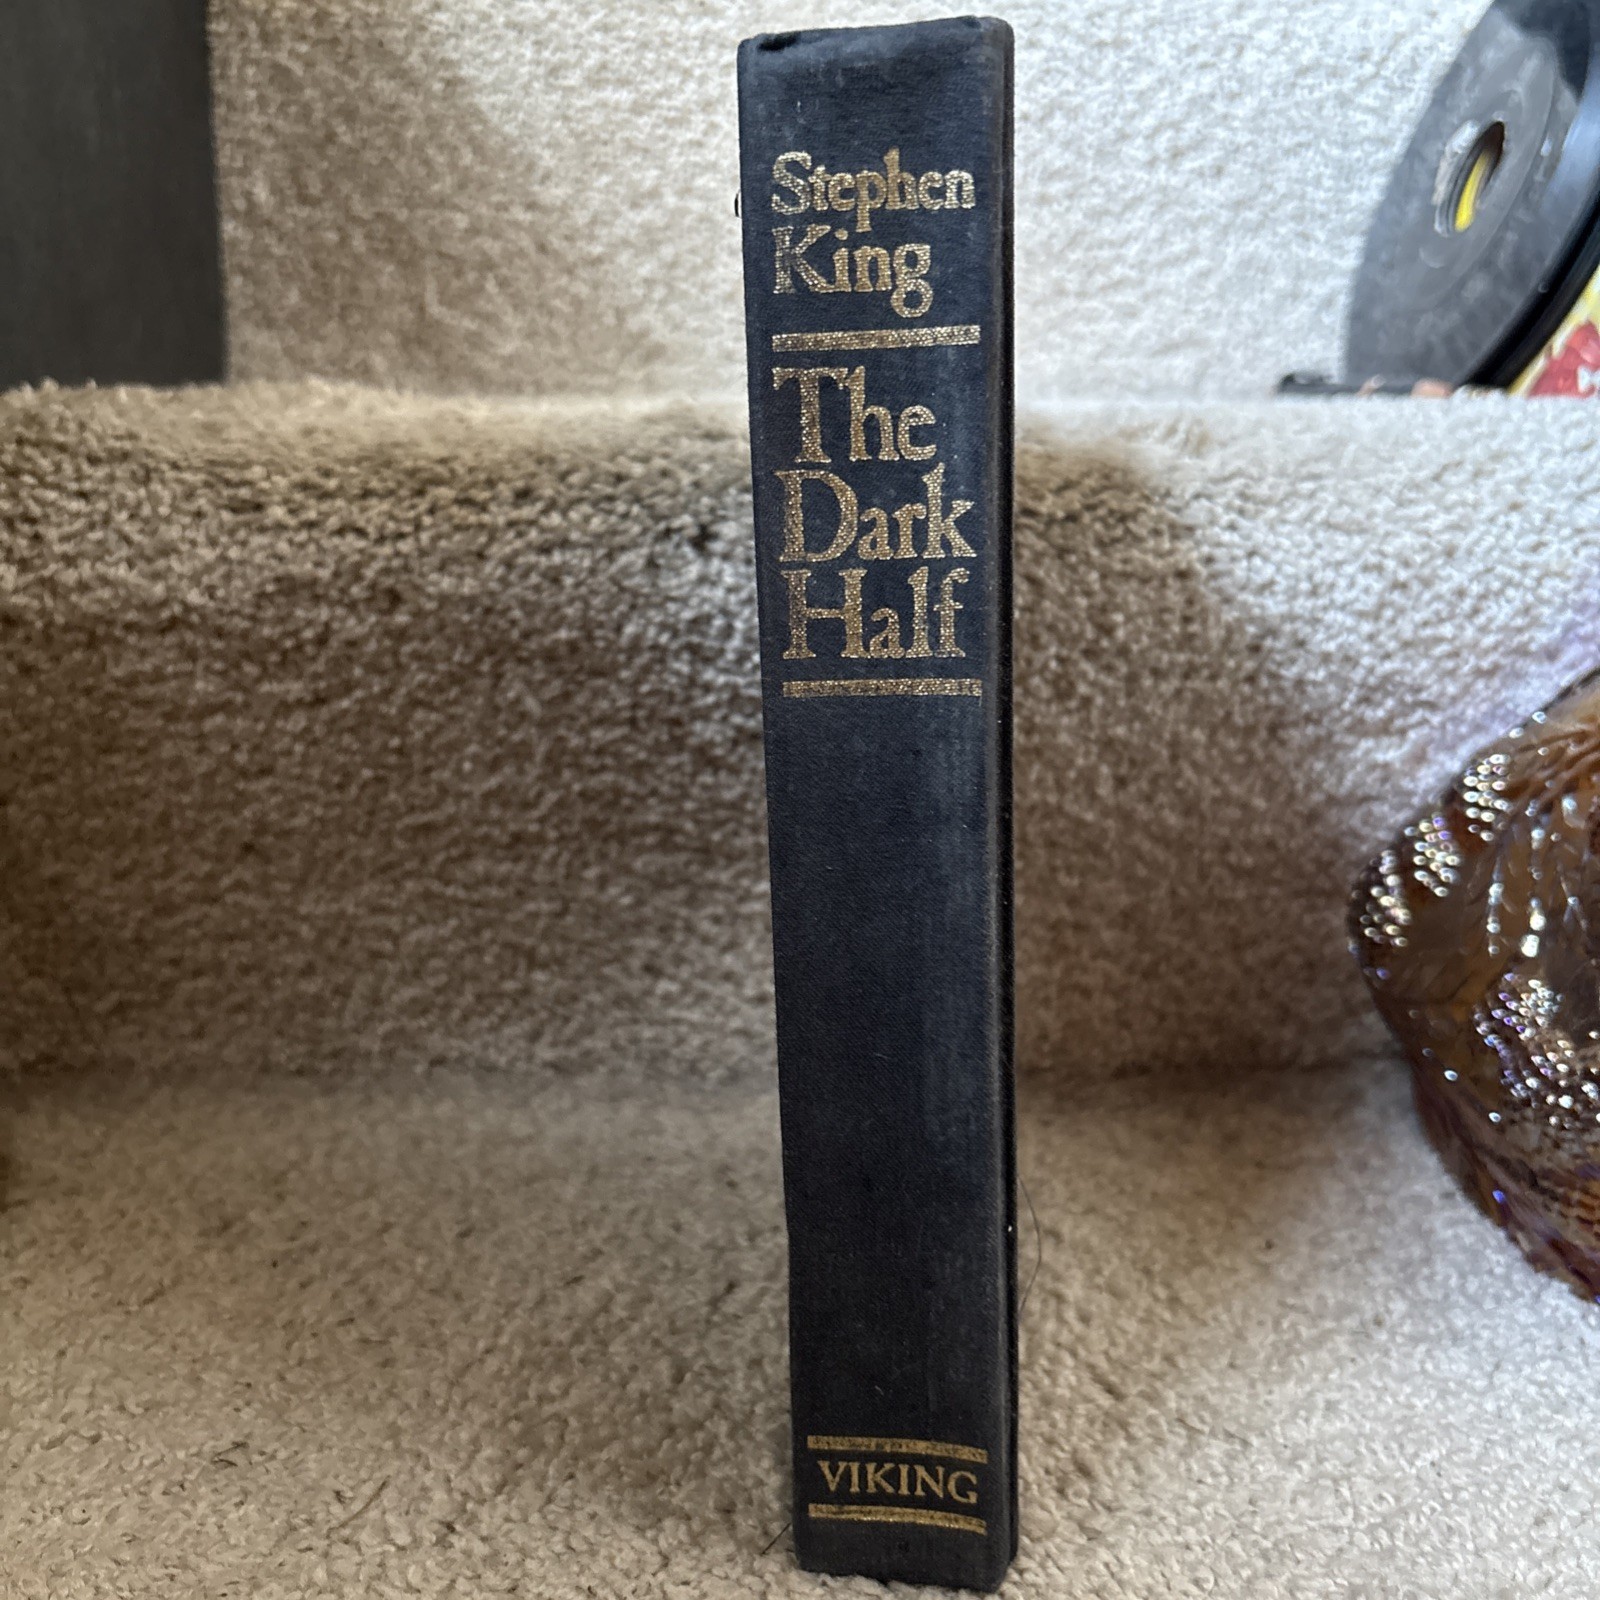 Stephen
King
The
Dark
Half
VIKING